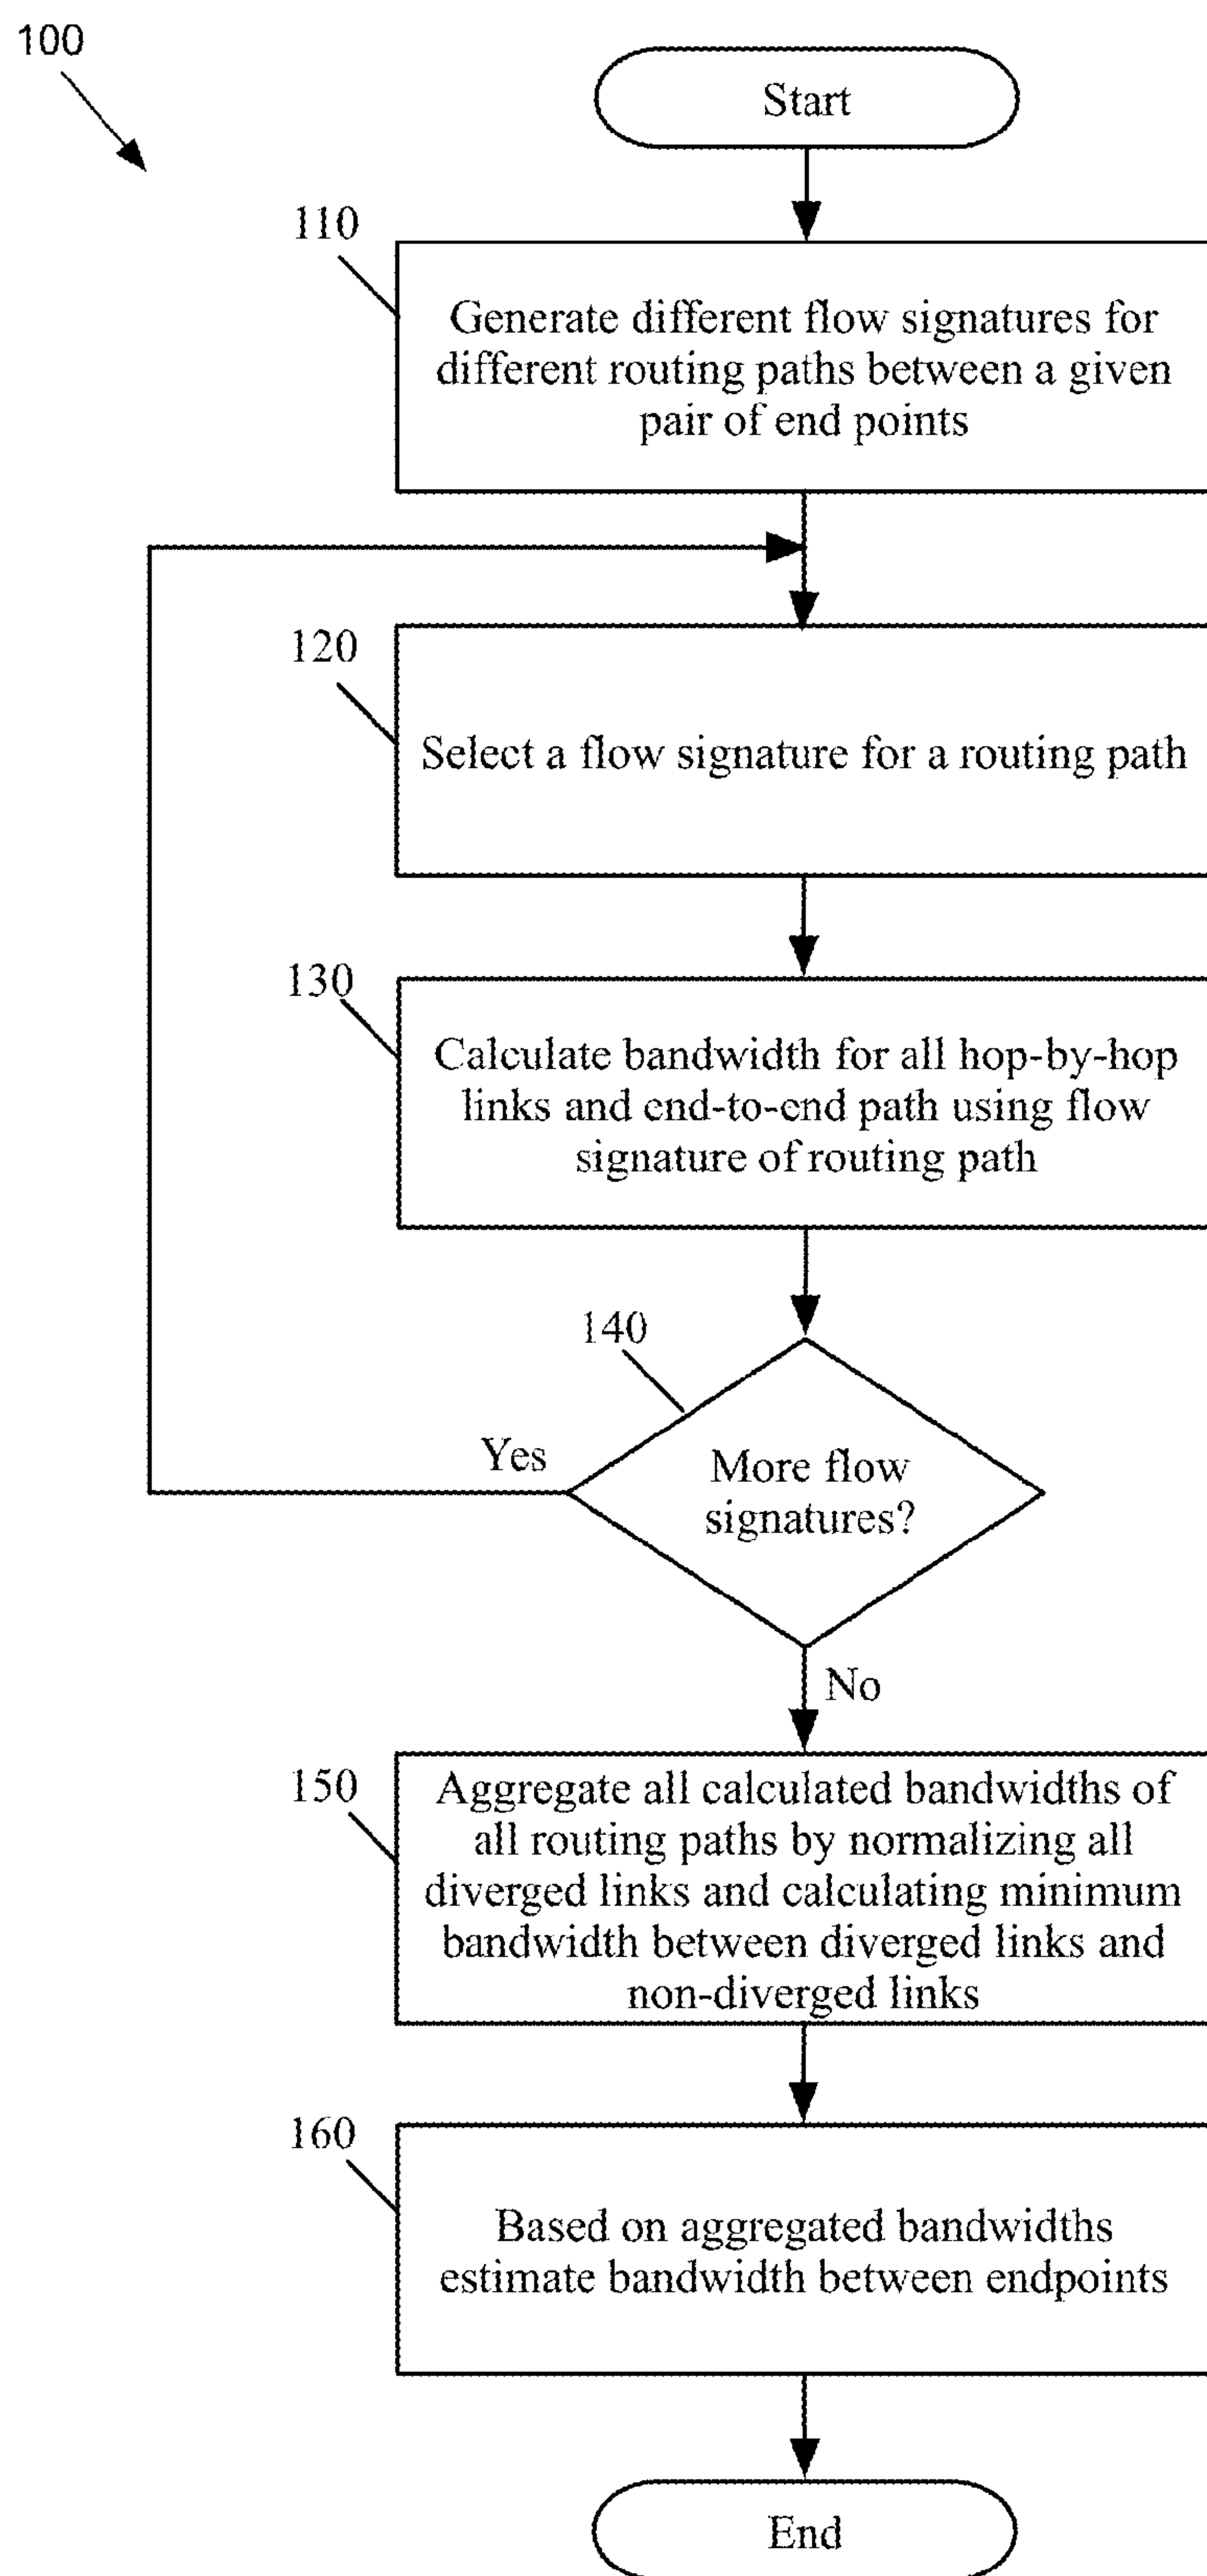 100
Start
110
Generate different flow signatures for
different routing paths between a given
pair of end points
120
Select a flow signature for a routing path
130
Calculate bandwidth for all hop-by-hop
links and end-to-end path using flow
signature of routing path
140
Yes
More flow
signatures?
No
150
Aggregate all calculated bandwidths of
all routing paths by normalizing all
diverged links and calculating minimum
bandwidth between diverged links and
non-diverged links
160
Based on aggregated bandwidths
estimate bandwidth between endpoints
End